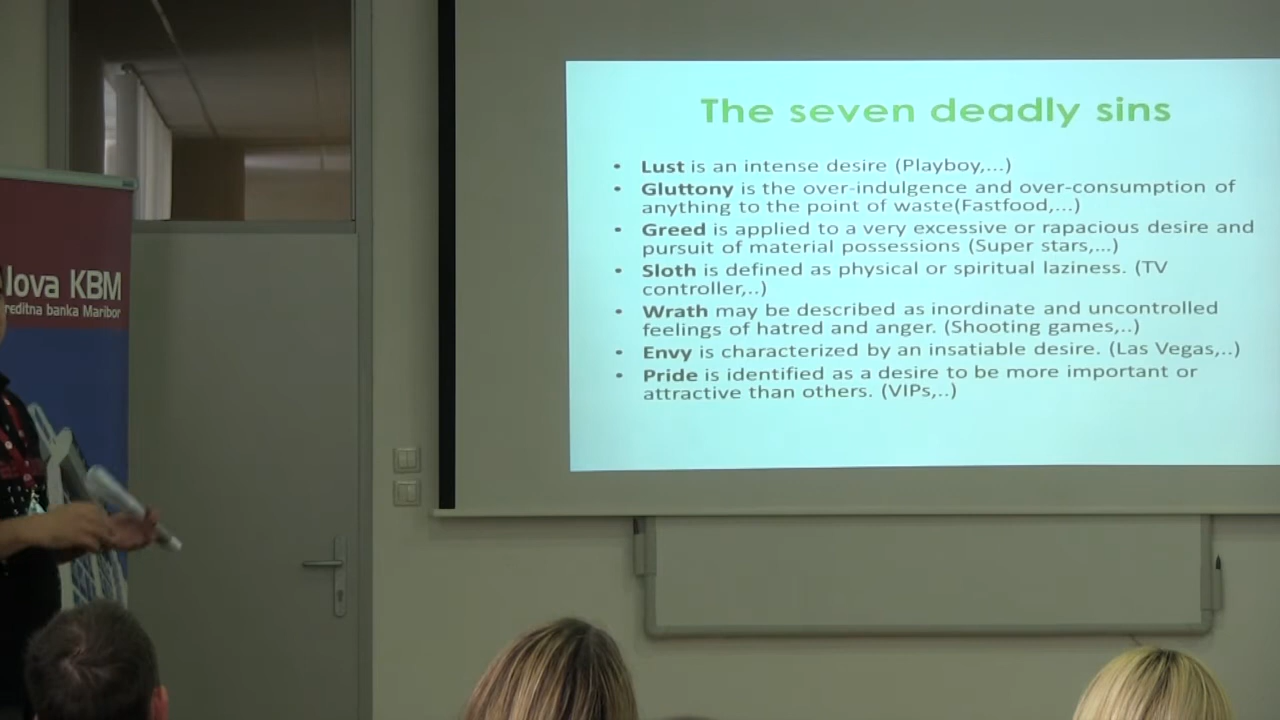 The seven deadly sins
• Lust is an intense desire (Playboy,...)
• Gluttony is the over-indulgence and over-consumption of
anything to the point of waste(Fastfood,...)
• Greed is applied to a very excessive or rapacious desire and
pursuit of material possessions (Super stars,...)
• Sloth is defined as physical or spiritual laziness. (TV
controller,..)
• Wrath may be described as inordinate and uncontrolled
feelings of hatred and anger. (Shooting games,..)
• Envy is characterized by an insatiable desire. (Las Vegas,..)
• Pride is identified as a desire to be more important or
attractive than others. (VIPs,..)
lova KBM
reditna banka Maribor